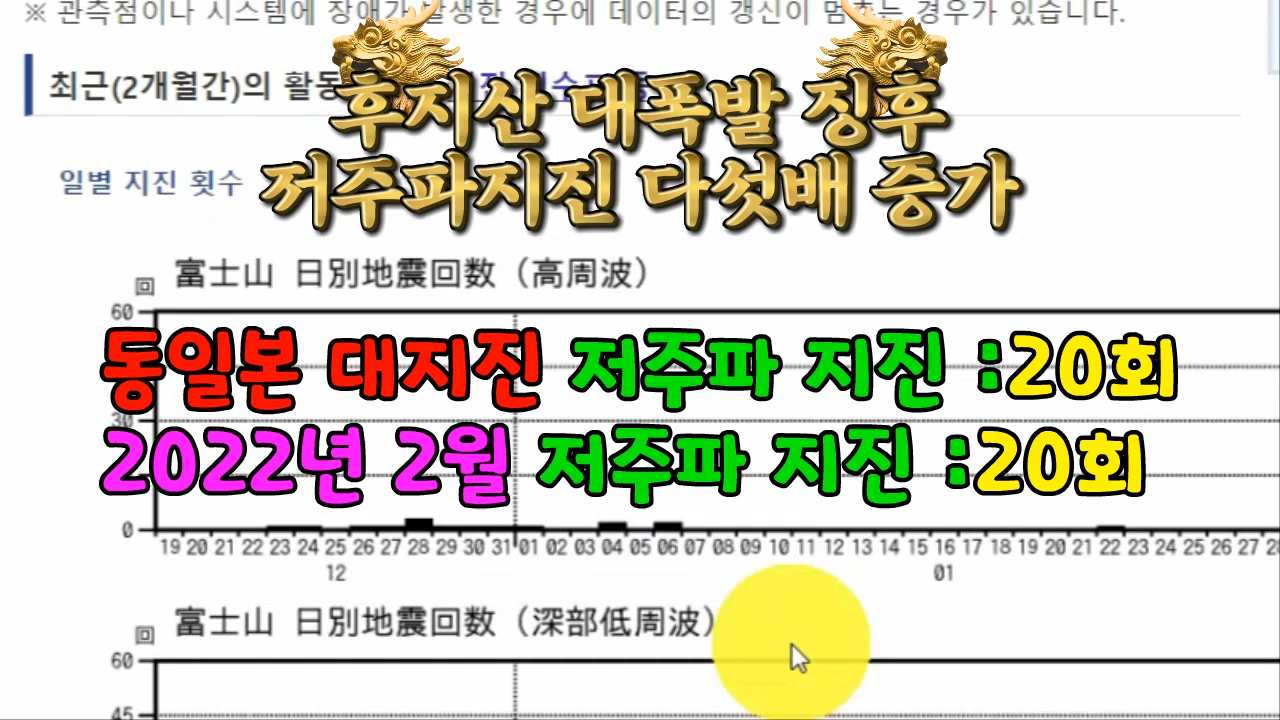 ※ 관측점이나 시스템에 장애가 발생한 경우에 데이터의 갱신이 멈추는 경우가 있습니다.
최근(2개월간)의 활동
후지산 대폭발 징후
일별 지진 횟수
저주파지진 다섯배 증가
回 富士山 日別地震回数（高周波）
60
동일본 대지진 저주파 지진 :20회
30
2022년 2월 저주파 지진 :20회
0
19 20 21 22 23 24 25 26 27 28 29 30 31 01 02 03 04 05 06 07 08 09 10 11 12 13 14 15 16 17 18 19 20 21 22 23 24 25 26 27
12 01
回 富士山 日別地震回数（深部低周波）
60
45